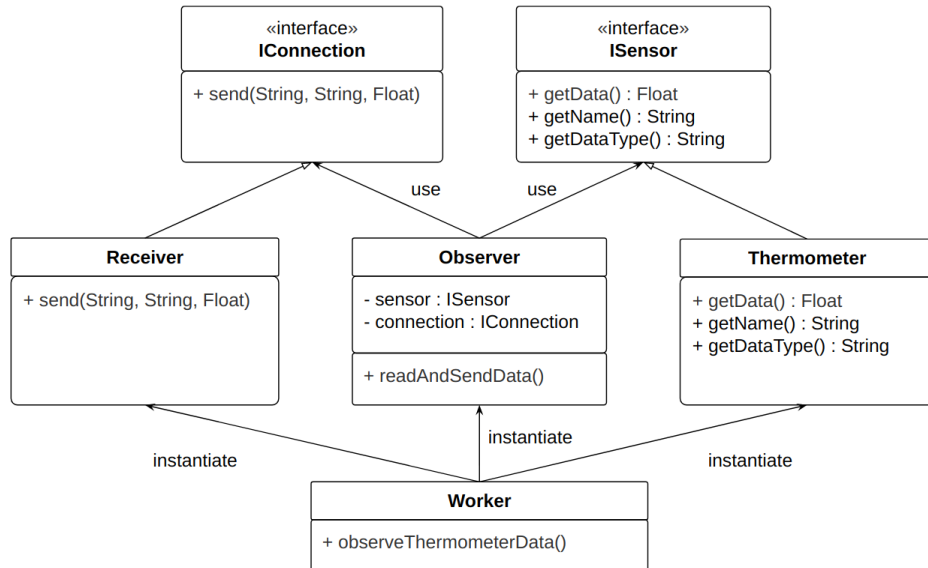 «interface»
IConnection
+ send(String, String, Float)
«interface»
ISensor
+ getData() : Float
+ getName() : String
+ getDataType() : String
use
use
Receiver
+ send(String, String, Float)
Observer
- sensor : ISensor
- connection : IConnection
+ readAndSendData()
Thermometer
+ getData() : Float
+ getName() : String
+ getDataType() : String
instantiate
instantiate
instantiate
Worker
+ observeThermometerData()